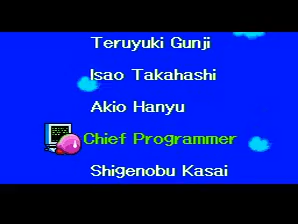 Teruyuki Gunji
Isao Takahashi
Akio Hanyu
Chief Programmer
Shigenobu Kasai